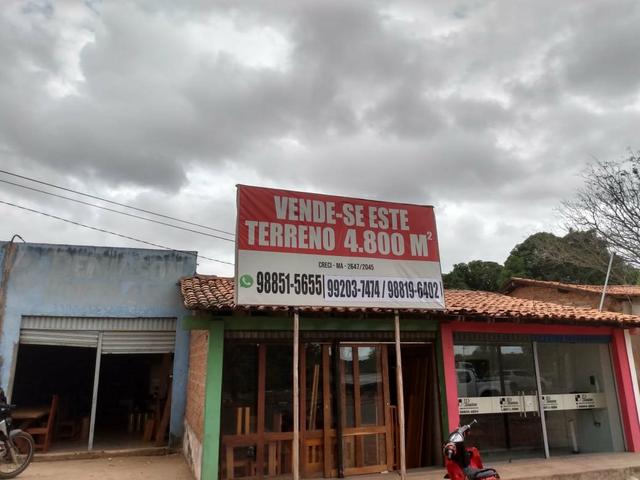 VENDE-SE ESTE
TERRENO 4.800 M²
CRECI - MA - 2647/2045
98851-5655 | 99203-7474 / 98819-6402